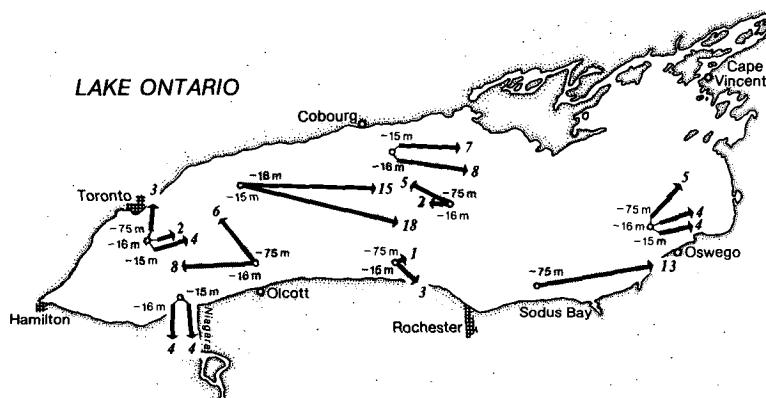 LAKE ONTARIO
Cape
Vincent
Cobourg
-15 m
7
-16 m
8
-16 m
15
-15 m
18
5
-75 m
2
-16 m
5
Toronto
3
6
-75 m
2
-16 m
4
-15 m
-75 m
4
-16 m
4
-15 m
-75 m
8
-16 m
-75 m
1
-15 m
3
13
Oswego
-75 m
-15 m
-16 m
Olcott
Hamilton
Niagara
Rochester
Sodus Bay
4
4